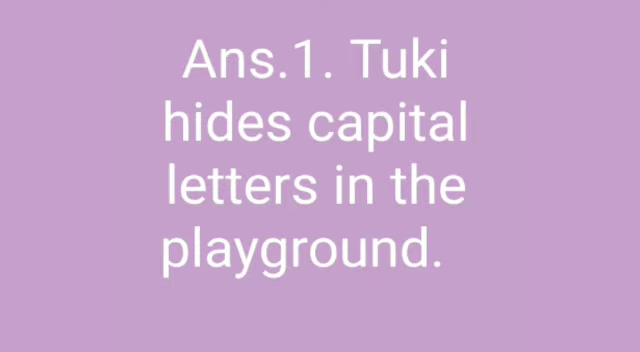 Ans.1. Tuki
hides capital
letters in the
playground.